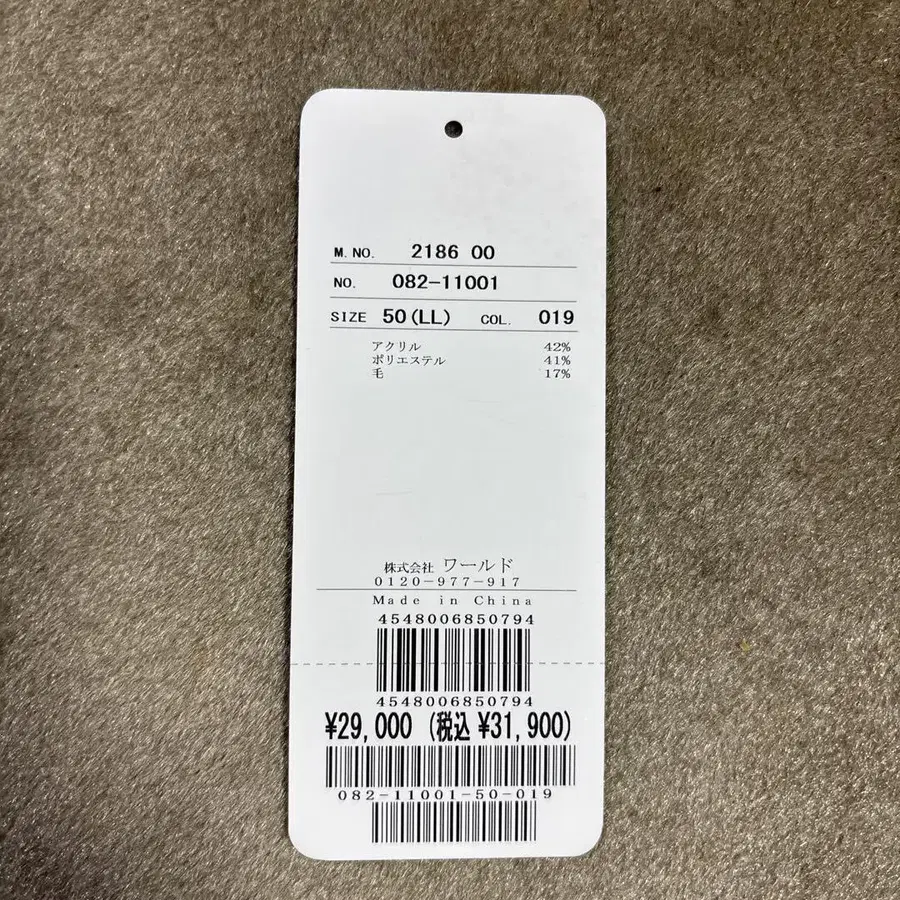 M.NO. 2186 00
NO. 082-11001
SIZE 50(LL) COL. 019
アクリル 42%
ポリエステル 41%
毛 17%
株式会社 ワールド
0120-977-917
Made in China
4548006850794
4548006850794
¥29,000 (税込 ¥31,900)
082-11001-50-019